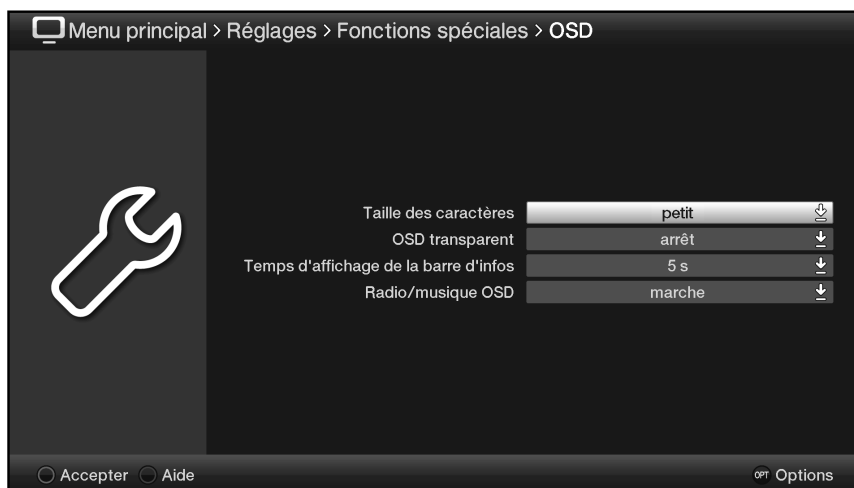 Menu principal > Réglages > Fonctions spéciales > OSD
Taille des caractères petit
OSD transparent arrêt
Temps d'affichage de la barre d'infos 5 s
Radio/musique OSD marche
Accepter Aide OPT Options